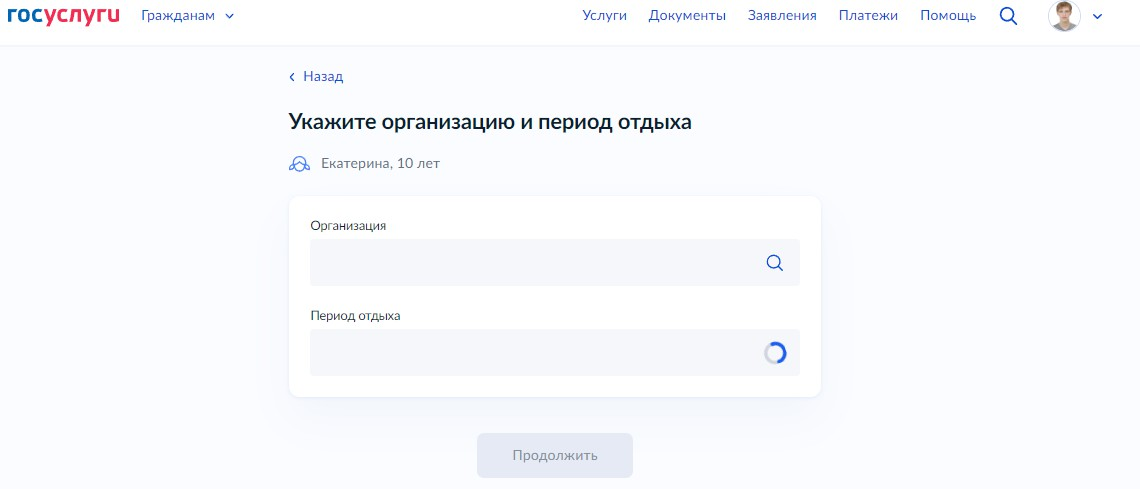 госуслуги Гражданам Услуги Документы Заявления Платежи Помощь
Назад
Укажите организацию и период отдыха
Екатерина, 10 лет
Организация
Период отдыха
Продолжить